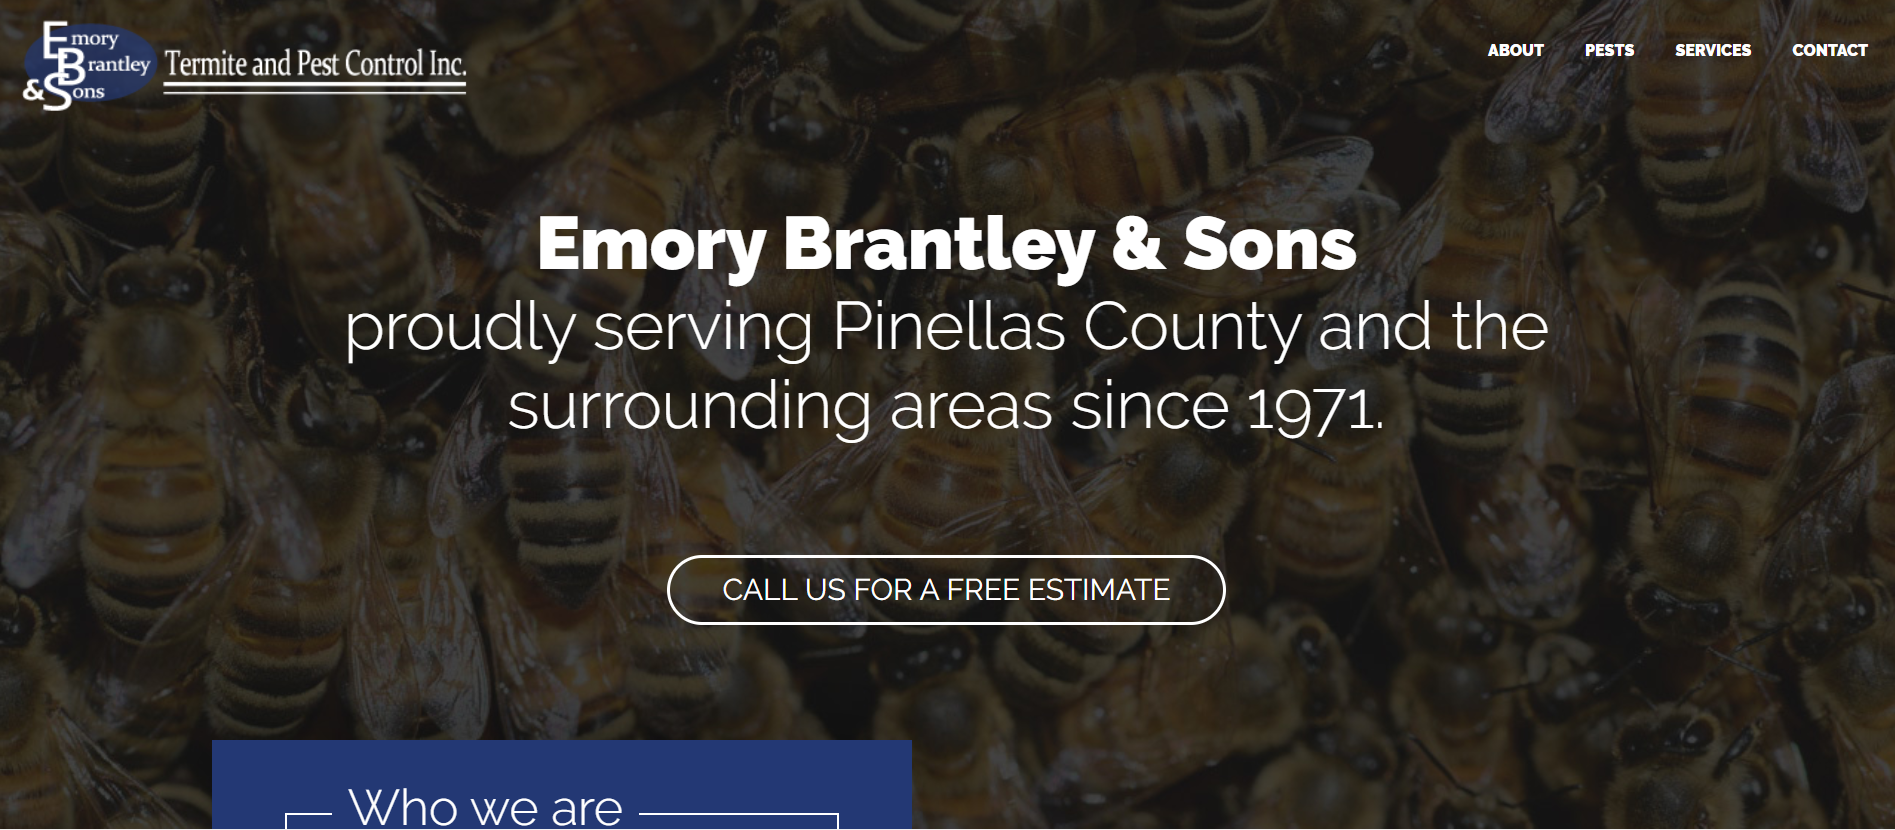 Emory
Brantley
& Sons
Termite and Pest Control Inc.
ABOUT PESTS SERVICES CONTACT
Emory Brantley & Sons
proudly serving Pinellas County and the
surrounding areas since 1971.
CALL US FOR A FREE ESTIMATE
Who we are